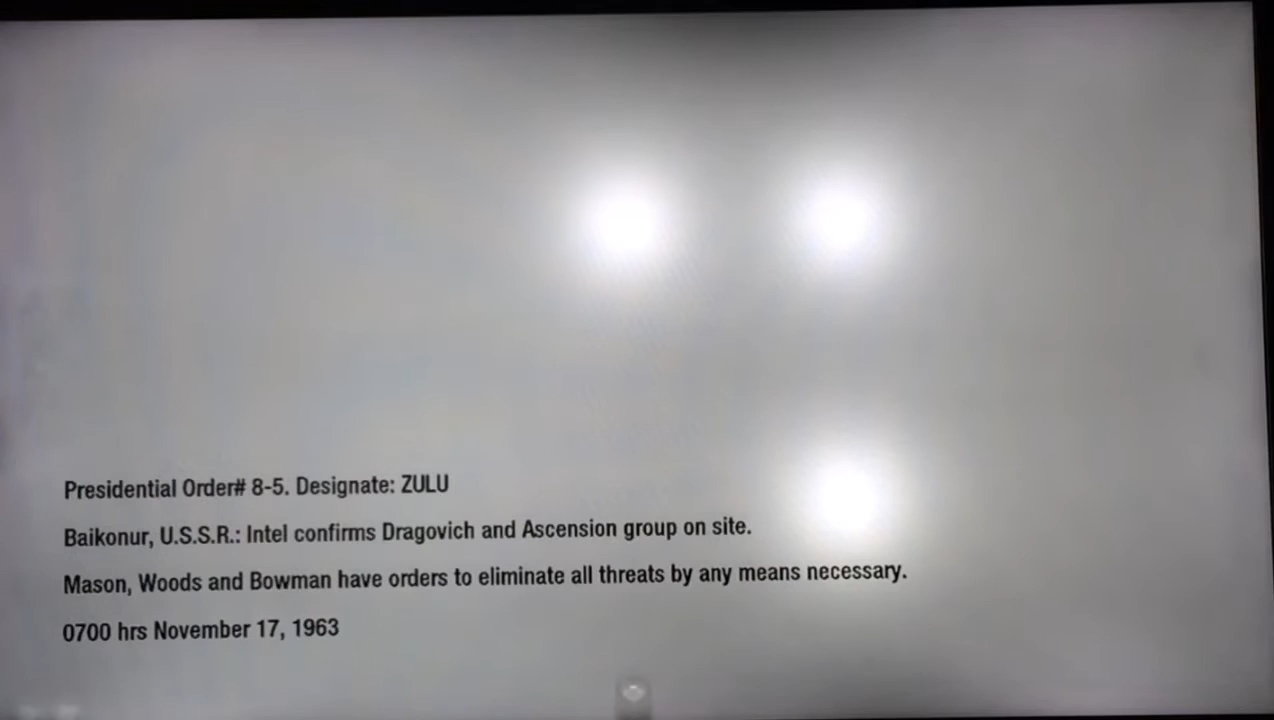 Presidential Order# 8-5. Designate: ZULU
Baikonur, U.S.S.R.: Intel confirms Dragovich and Ascension group on site.
Mason, Woods and Bowman have orders to eliminate all threats by any means necessary.
0700 hrs November 17, 1963